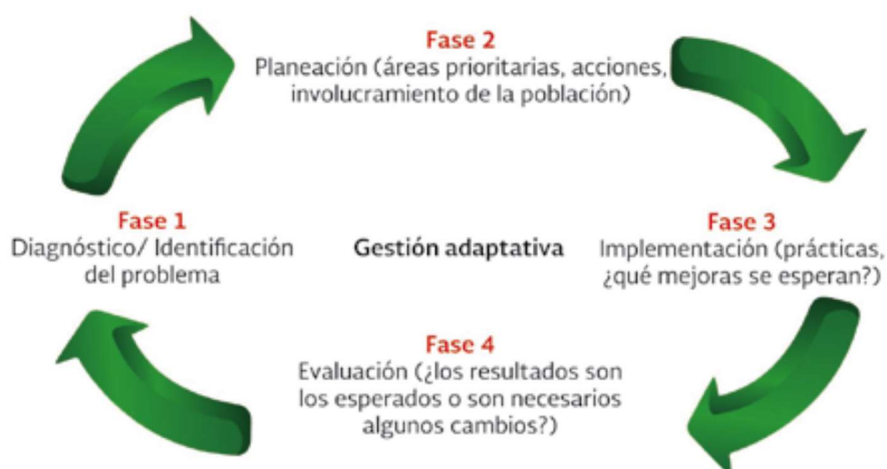 Fase 2
Planeación (áreas prioritarias, acciones,
involucramiento de la población)
Fase 1
Diagnóstico/ Identificación
del problema
Gestión adaptativa
Fase 3
Implementación (prácticas,
¿qué mejoras se esperan?)
Fase 4
Evaluación (¿los resultados son
los esperados o son necesarios
algunos cambios?)